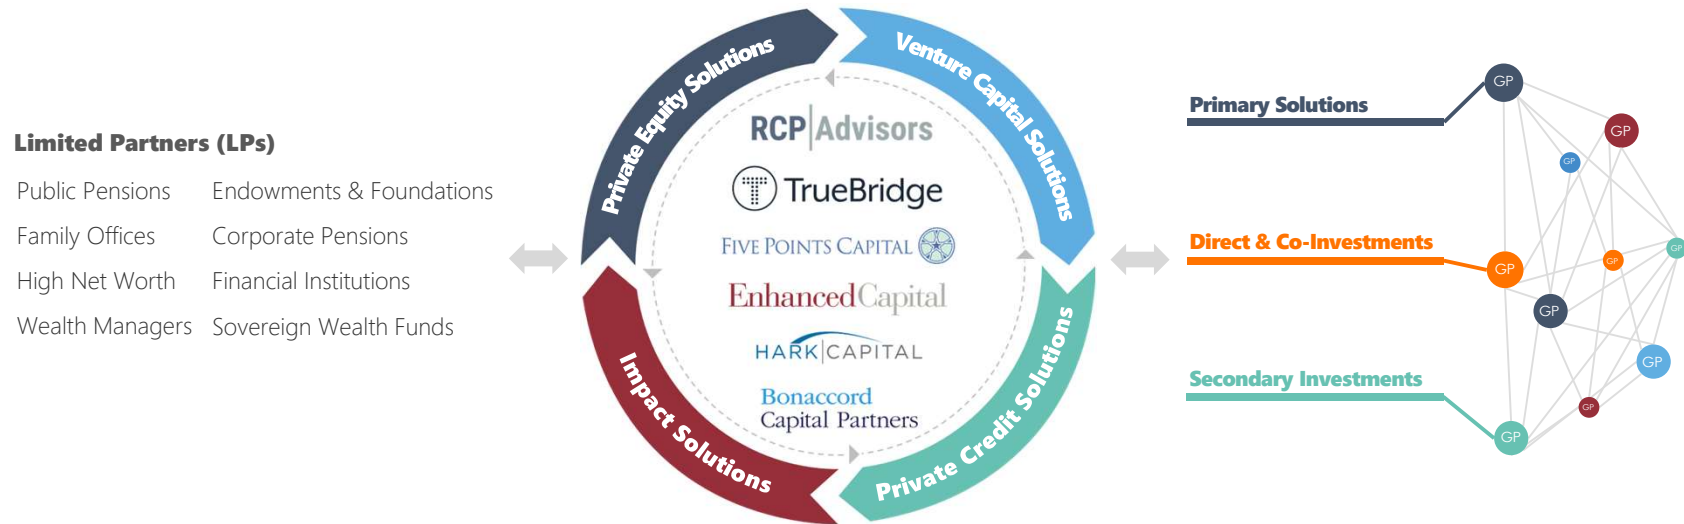 Limited Partners (LPs)
Public Pensions
Endowments & Foundations
Family Offices
Corporate Pensions
High Net Worth
Financial Institutions
Wealth Managers
Sovereign Wealth Funds
Private Equity Solutions
Venture Capital Solutions
Impact Solutions
Private Credit Solutions
RCP|Advisors
TrueBridge
FIVE POINTS CAPITAL
Enhanced Capital
HARK|CAPITAL
Bonaccord
Capital Partners
Primary Solutions
Direct & Co-Investments
Secondary Investments
GP
GP
GP
GP
GP
GP
GP
GP
GP
GP